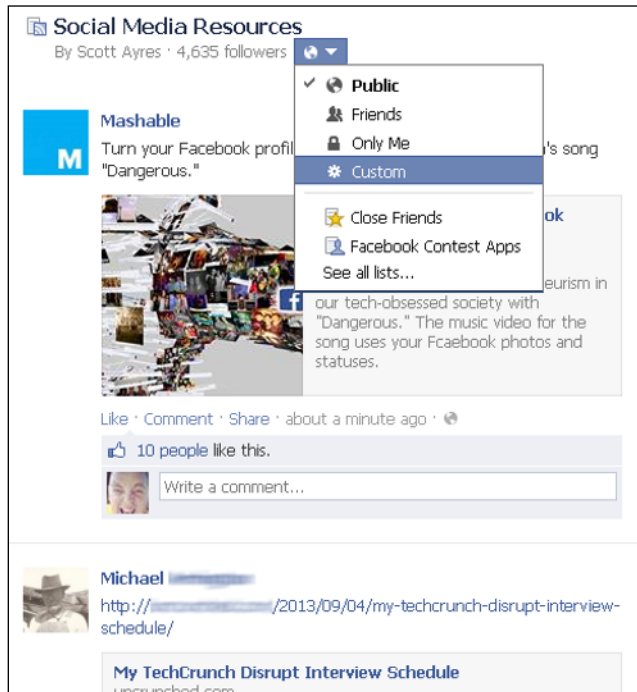 Social Media Resources
By Scott Ayres · 4,635 followers
Public
Friends
Only Me
Custom
Close Friends
Facebook Contest Apps
See all lists...
Mashable
M
Turn your Facebook profil 's song
"Dangerous."
ok
eurism in
our tech-obsessed society with
"Dangerous." The music video for the
song uses your Fcaebook photos and
statuses.
f
Like · Comment · Share · about a minute ago ·
10 people like this.
Write a comment...
Michael
http:// /2013/09/04/my-techcrunch-disrupt-interview-
schedule/
My TechCrunch Disrupt Interview Schedule
uncrunched.com